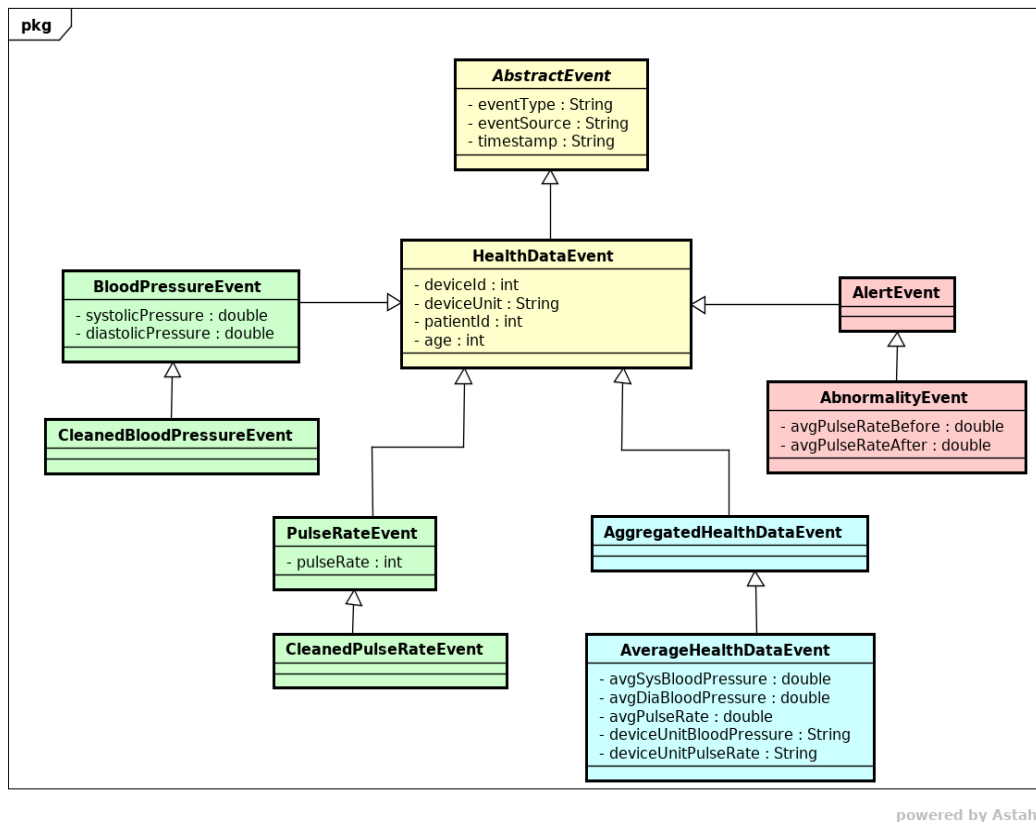 pkg
AbstractEvent
- eventType : String
- eventSource : String
- timestamp : String
HealthDataEvent
- deviceId : int
- deviceUnit : String
- patientId : int
- age : int
BloodPressureEvent
- systolicPressure : double
- diastolicPressure : double
AlertEvent
AbnormalityEvent
- avgPulseRateBefore : double
- avgPulseRateAfter : double
CleanedBloodPressureEvent
PulseRateEvent
- pulseRate : int
AggregatedHealthDataEvent
CleanedPulseRateEvent
AverageHealthDataEvent
- avgSysBloodPressure : double
- avgDiaBloodPressure : double
- avgPulseRate : double
- deviceUnitBloodPressure : String
- deviceUnitPulseRate : String
powered by Astah